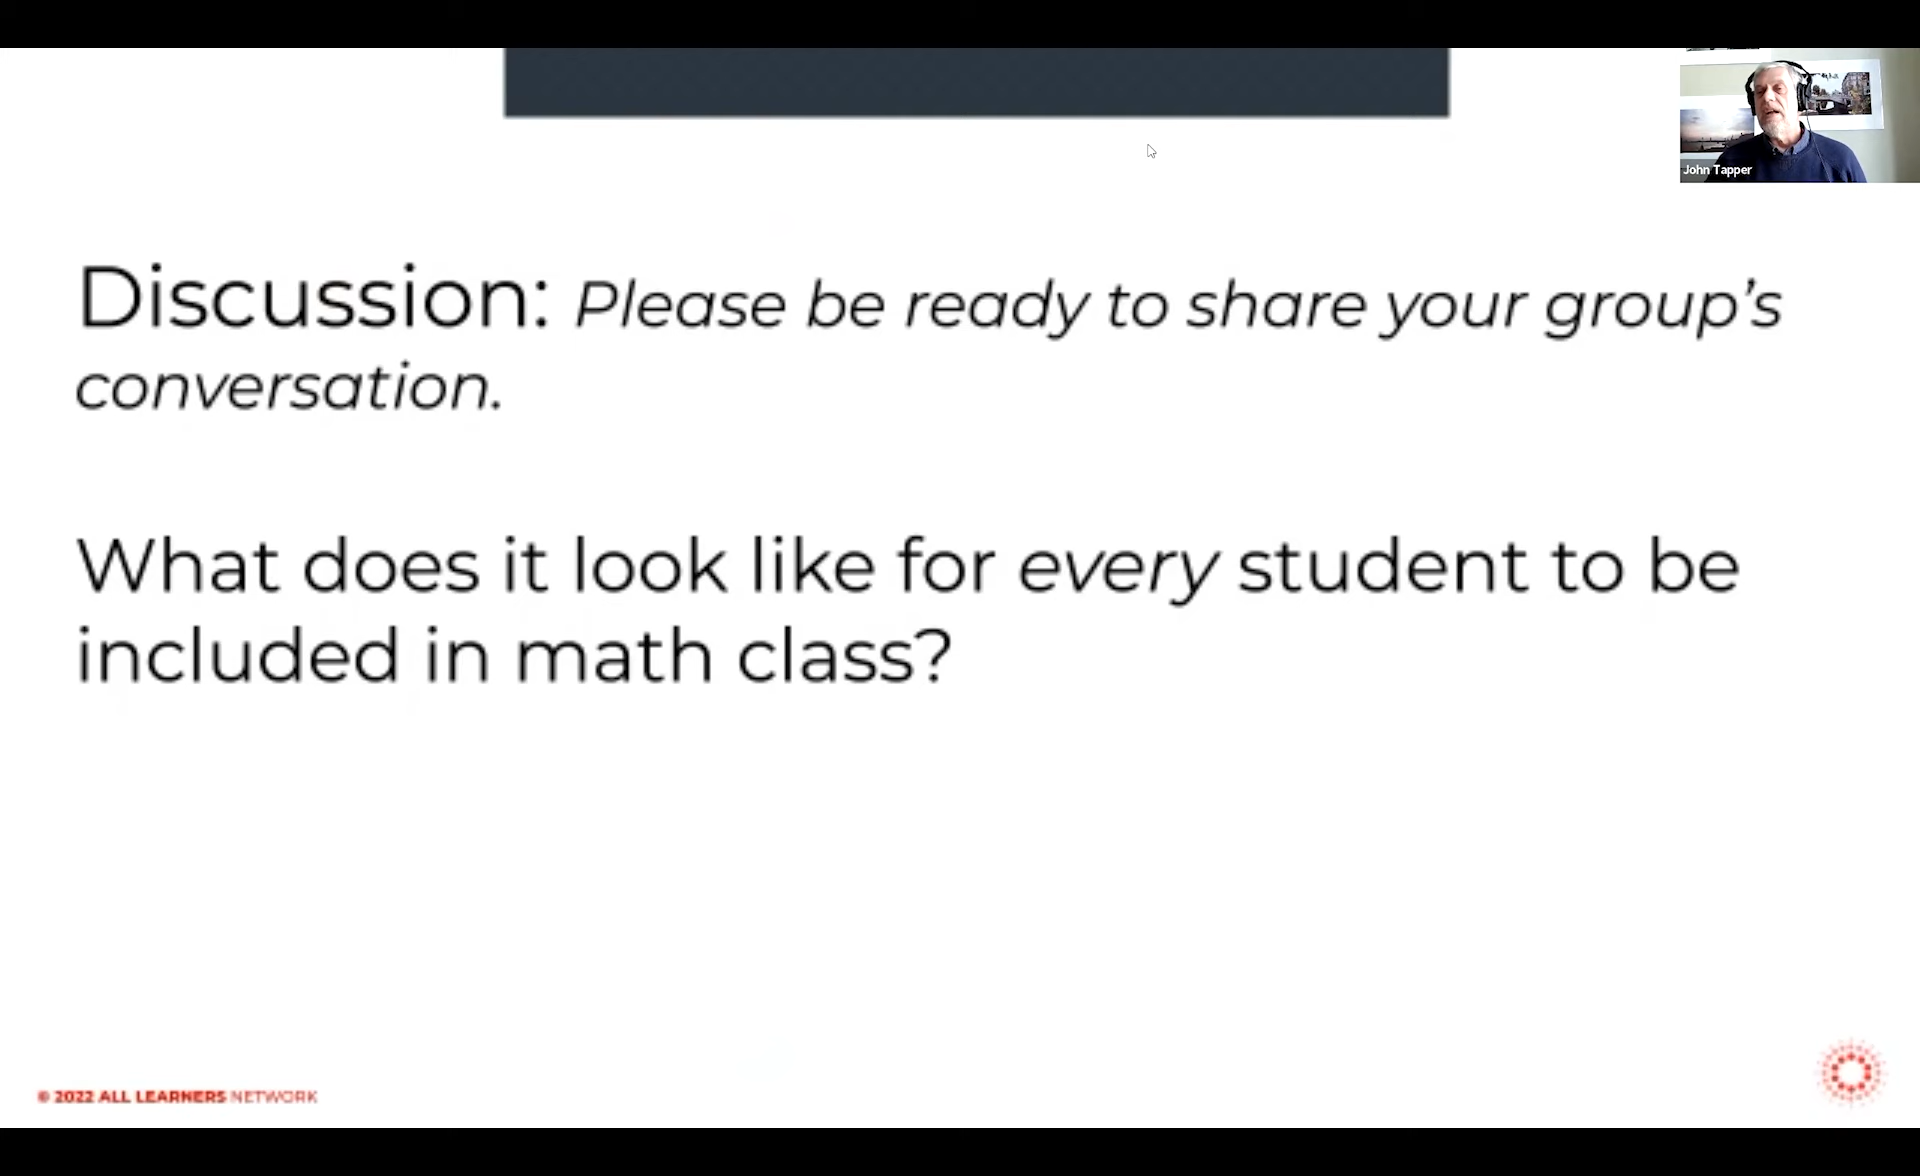 John Tapper
Discussion: Please be ready to share your group's
conversation.
What does it look like for every student to be
included in math class?
© 2022 ALL LEARNERS NETWORK